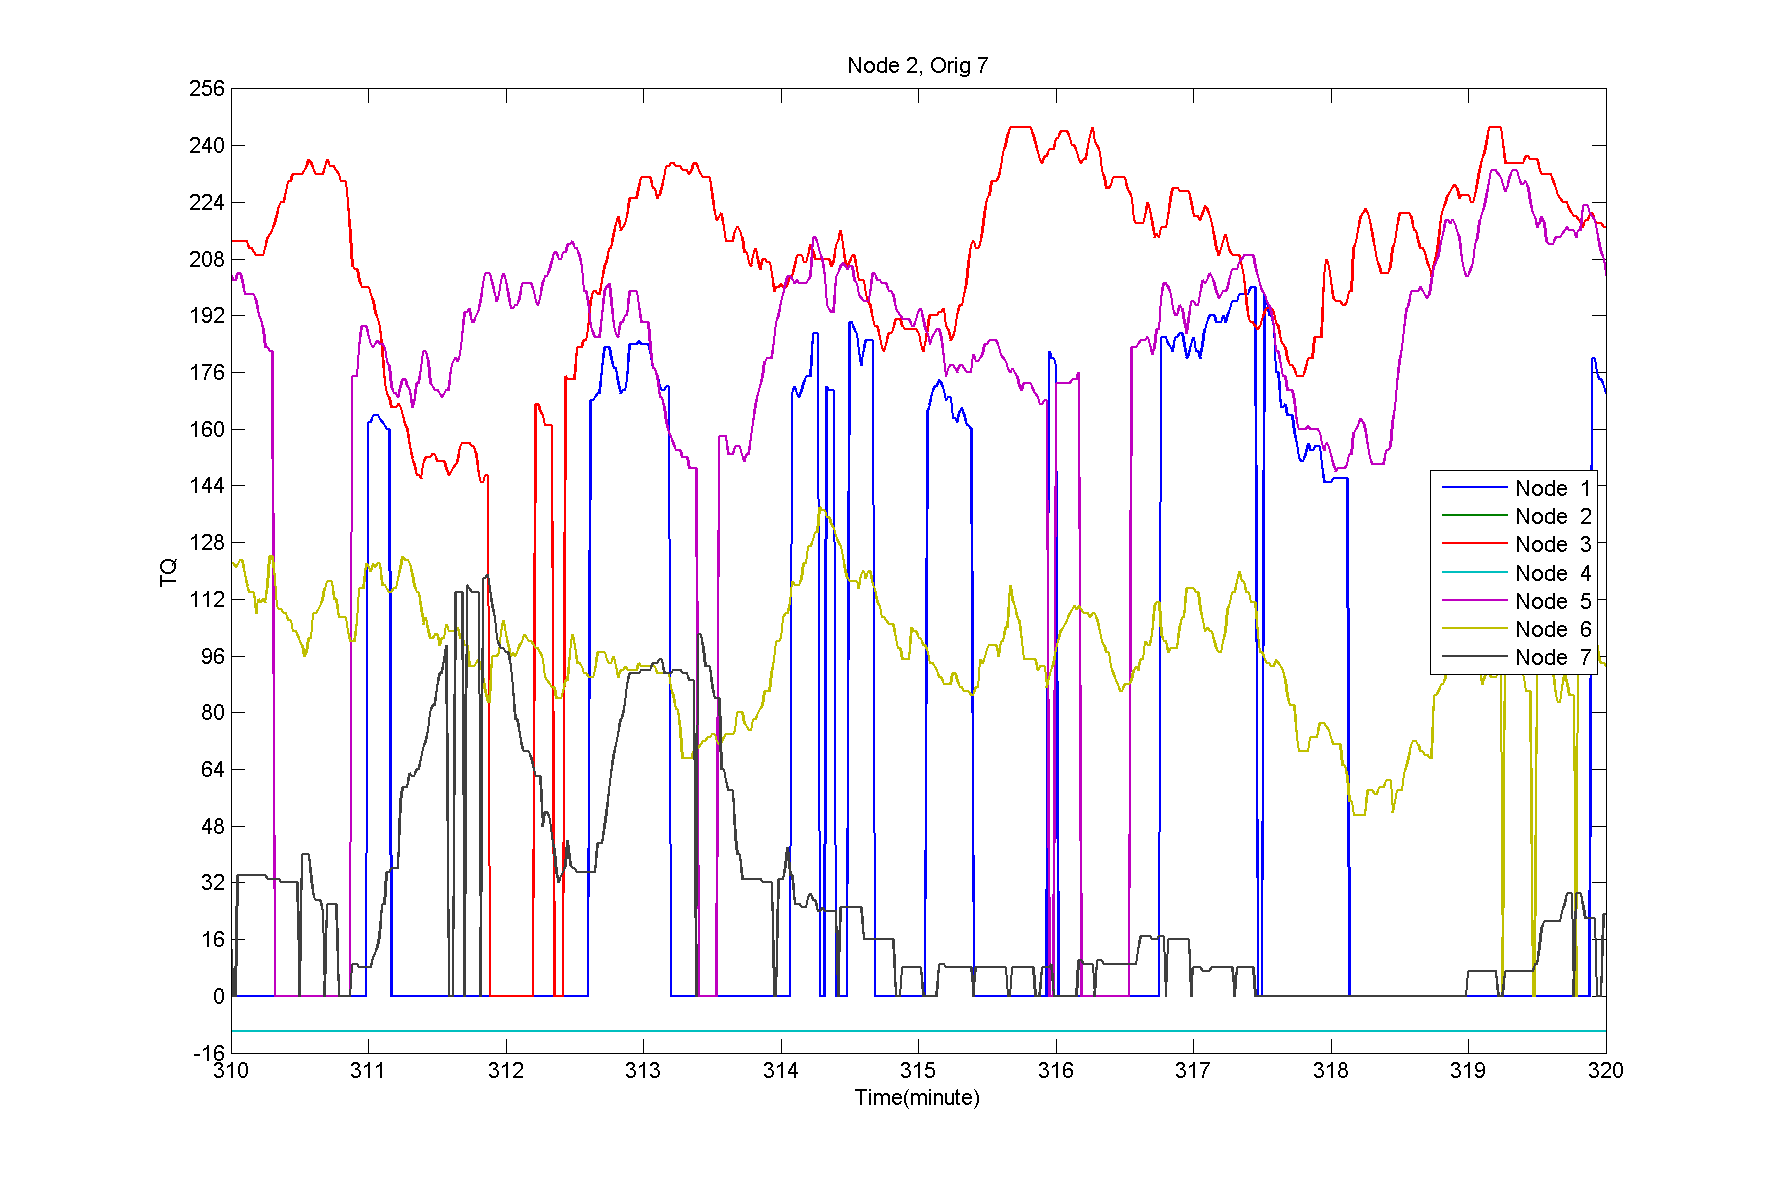 Node 2, Orig 7
256
240
224
208
192
176
160
144
128
112
96
80
64
48
32
16
0
-16
TQ
Node 1
Node 2
Node 3
Node 4
Node 5
Node 6
Node 7
310 311 312 313 314 315 316 317 318 319 320
Time(minute)